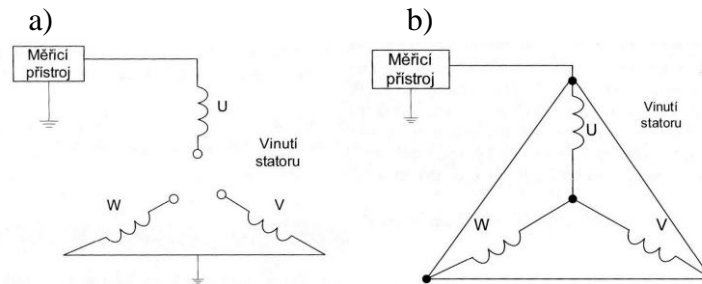 a)
Měřicí
přístroj
U
Vinutí
statoru
W
V
b)
Měřicí
přístroj
U
Vinutí
statoru
W
V